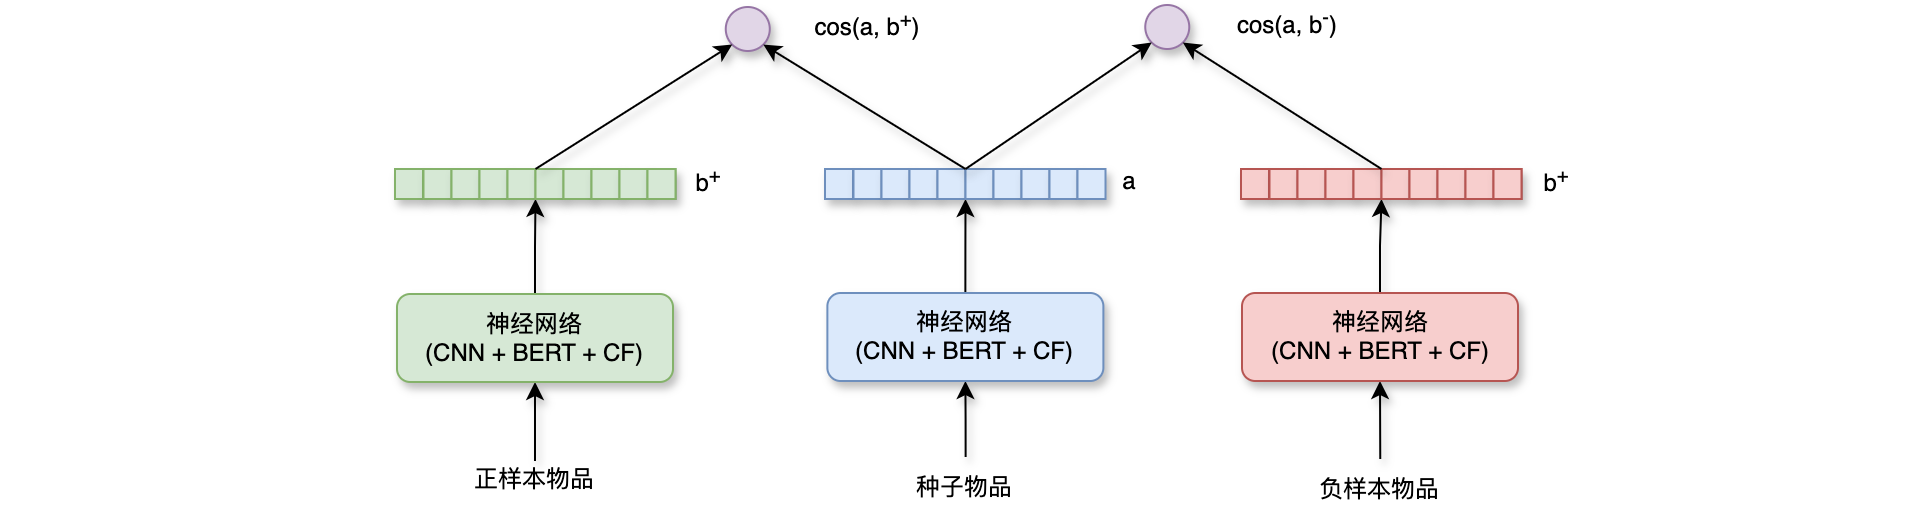 cos(a, b⁺)
cos(a, b⁻)
b⁺
a
b⁺
神经网络
(CNN + BERT + CF)
神经网络
(CNN + BERT + CF)
神经网络
(CNN + BERT + CF)
正样本物品
种子物品
负样本物品